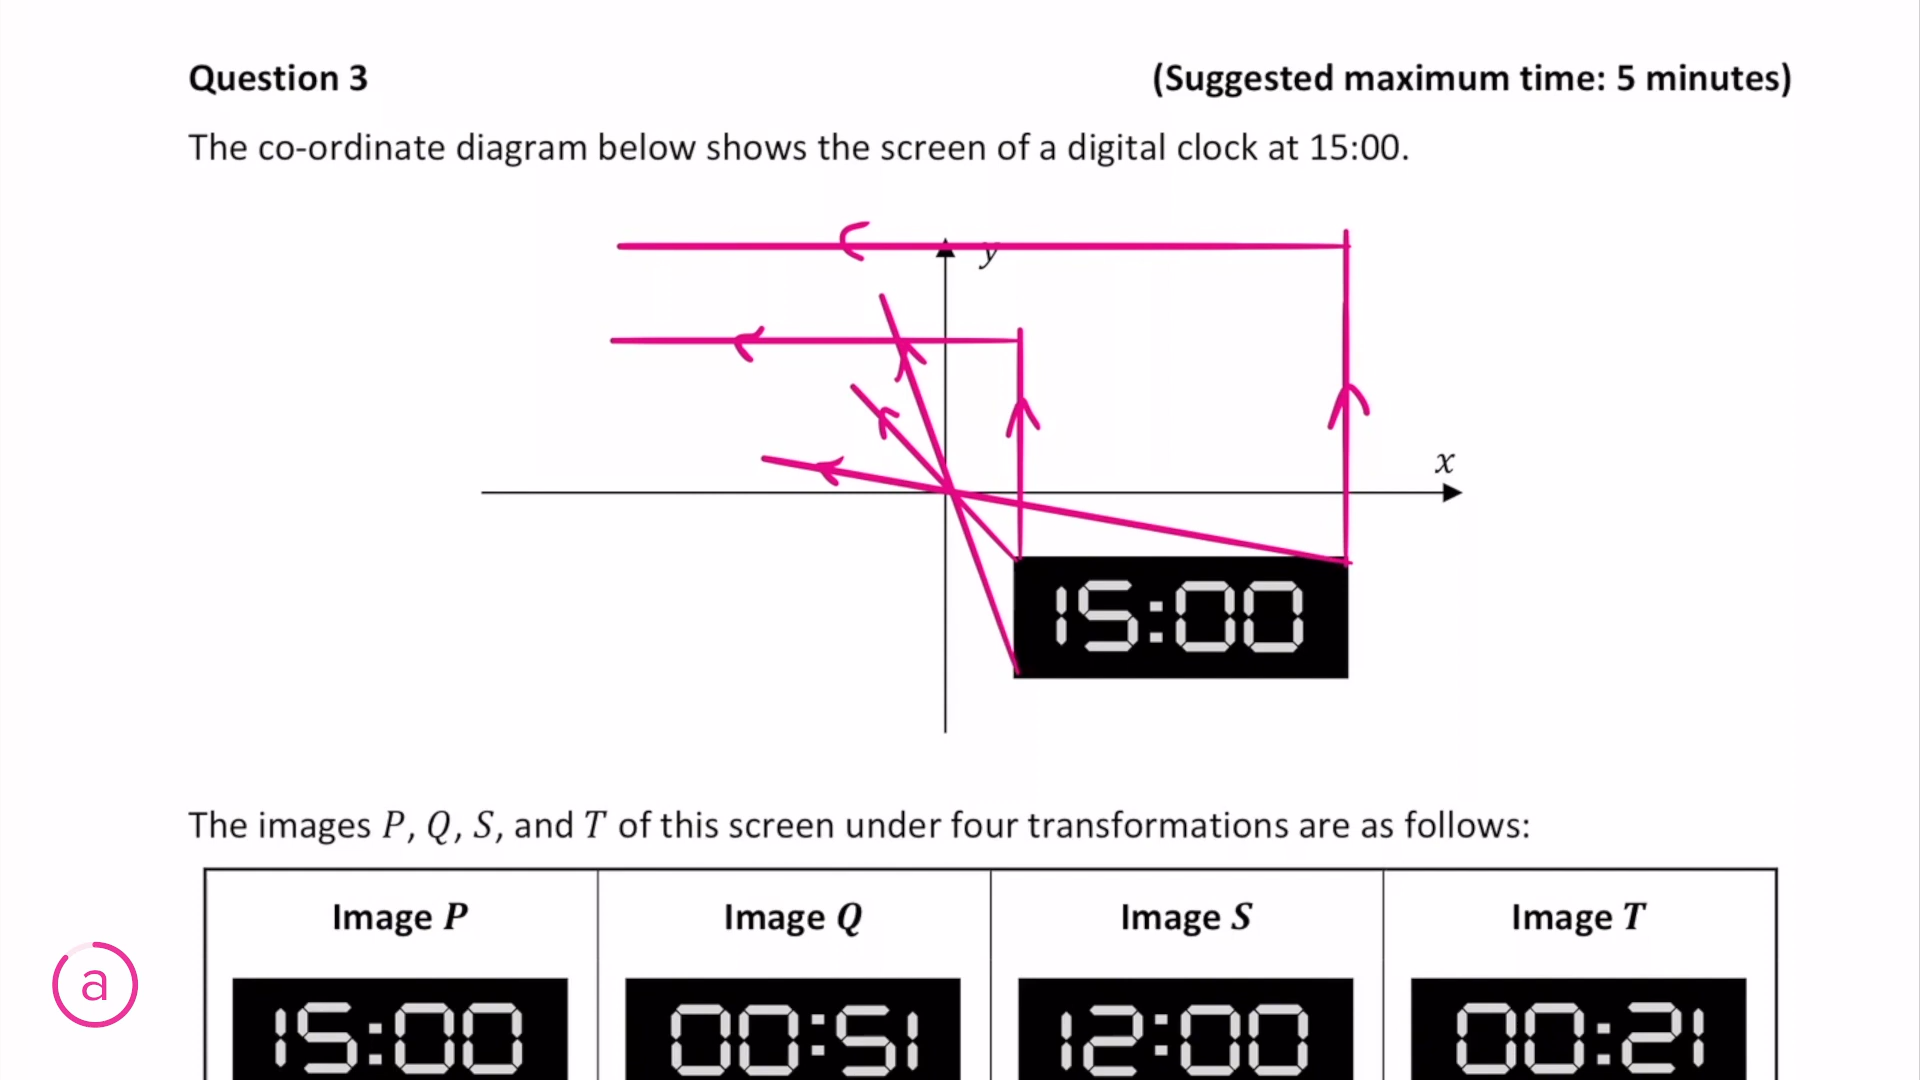 Question 3 (Suggested maximum time: 5 minutes)
The co-ordinate diagram below shows the screen of a digital clock at 15:00.
y
x
15:00
The images P, Q, S, and T of this screen under four transformations are as follows:
Image P Image Q Image S Image T
15:00 00:51 12:00 00:21
a